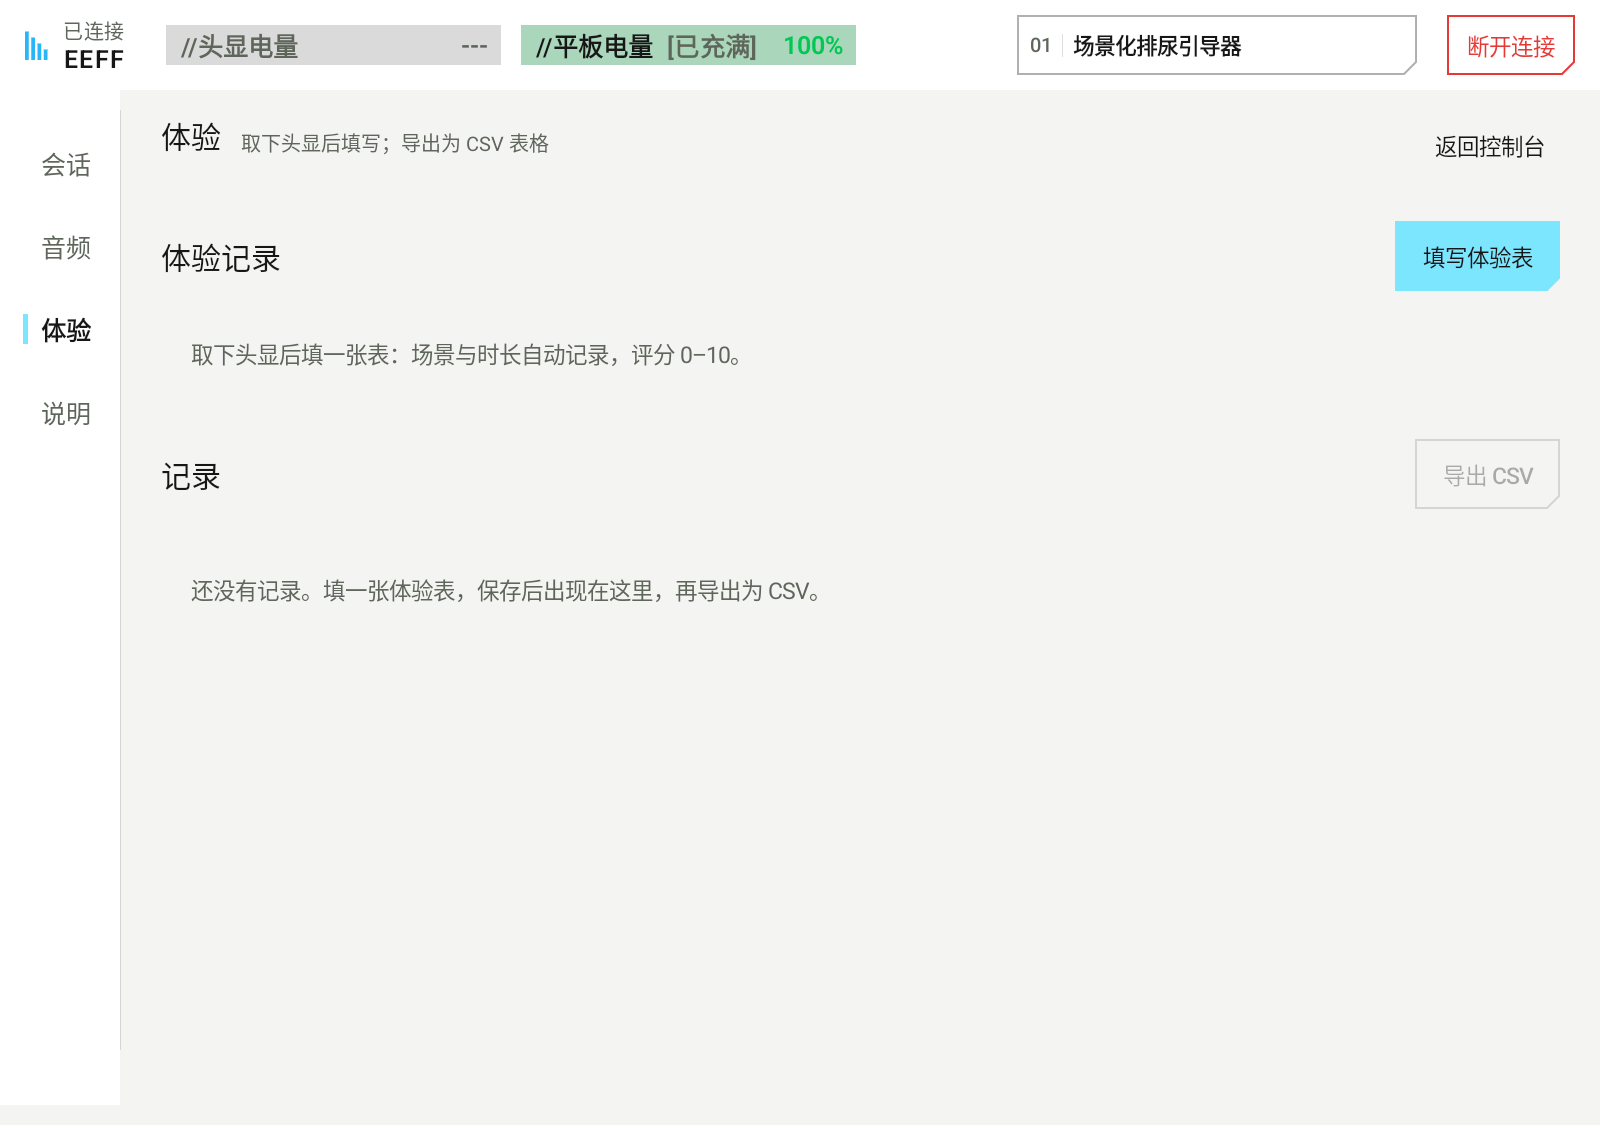 已连接
EEFF
//头显电量 ---
//平板电量 [已充满] 100%
01 场景化排尿引导器
断开连接
会话
音频
体验
说明
体验 取下头显后填写；导出为 CSV 表格
返回控制台
体验记录
填写体验表
取下头显后填一张表：场景与时长自动记录，评分 0–10。
记录
导出 CSV
还没有记录。填一张体验表，保存后出现在这里，再导出为 CSV。